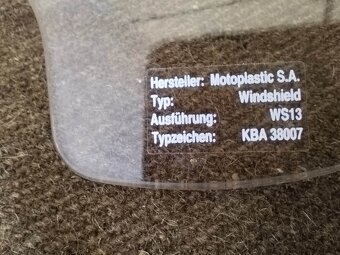 Hersteller: Motoplastic S.A.
Typ: Windshield
Ausführung: WS13
Typzeichen: KBA 38007